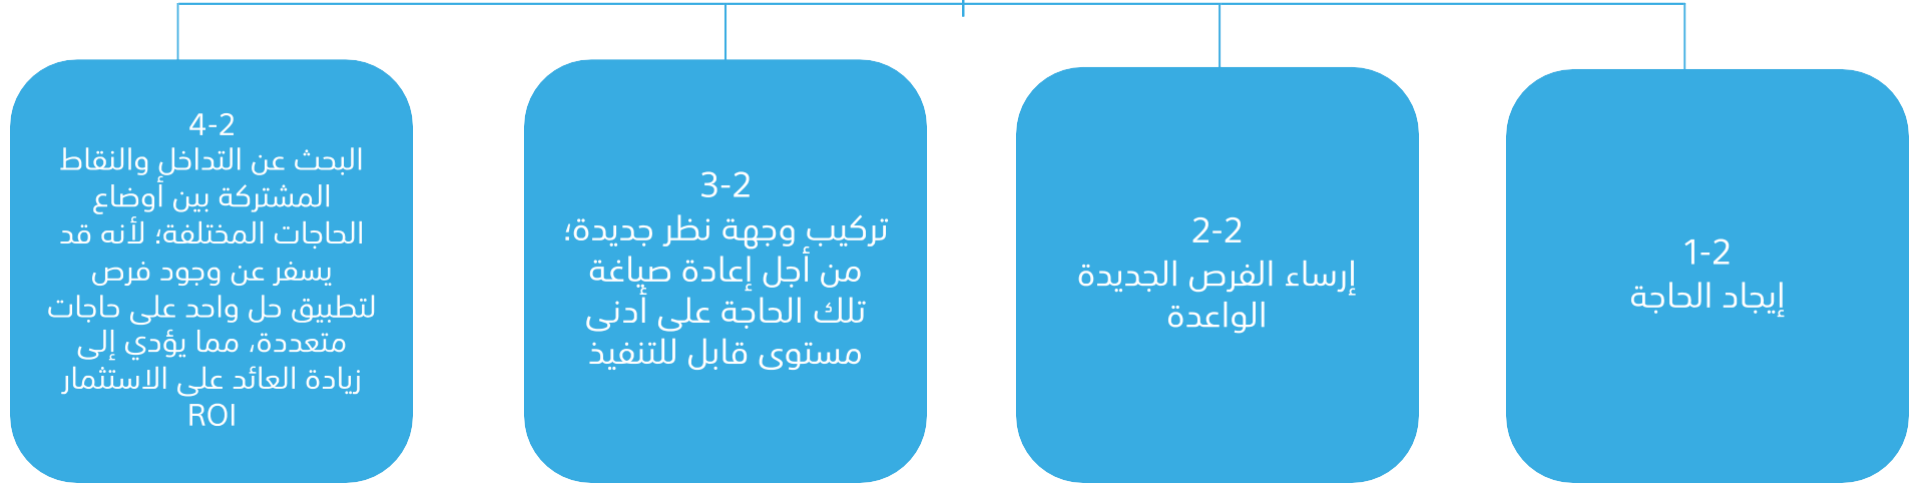 1-2
إيجاد الحاجة
2-2
إرساء الفرص الجديدة
الواعدة
3-2
تركيب وجهة نظر جديدة؛
من أجل إعادة صياغة
تلك الحاجة على أدنى
مستوى قابل للتنفيذ
4-2
البحث عن التداخل والنقاط
المشتركة بين أوضاع
الحاجات المختلفة؛ لأنه قد
يسفر عن وجود فرص
لتطبيق حل واحد على حاجات
متعددة، مما يؤدي إلى
زيادة العائد على الاستثمار
ROI